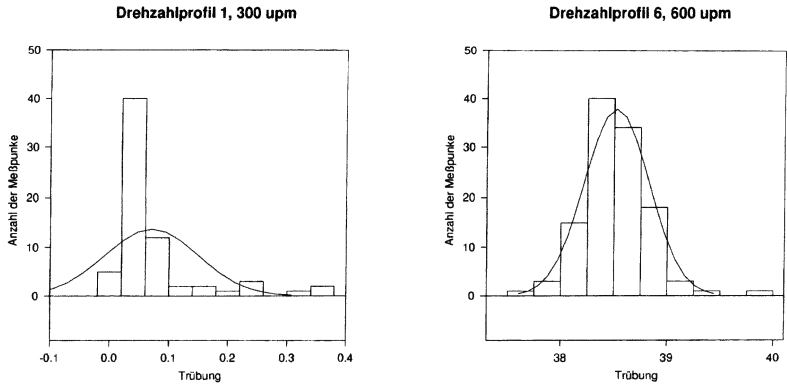 Drehzahlprofil 1, 300 upm
50
40
30
20
10
0
Anzahl der Meßpunke
-0.1 0.0 0.1 0.2 0.3 0.4
Trübung
Drehzahlprofil 6, 600 upm
50
40
30
20
10
0
Anzahl der Meßpunke
38 39 40
Trübung